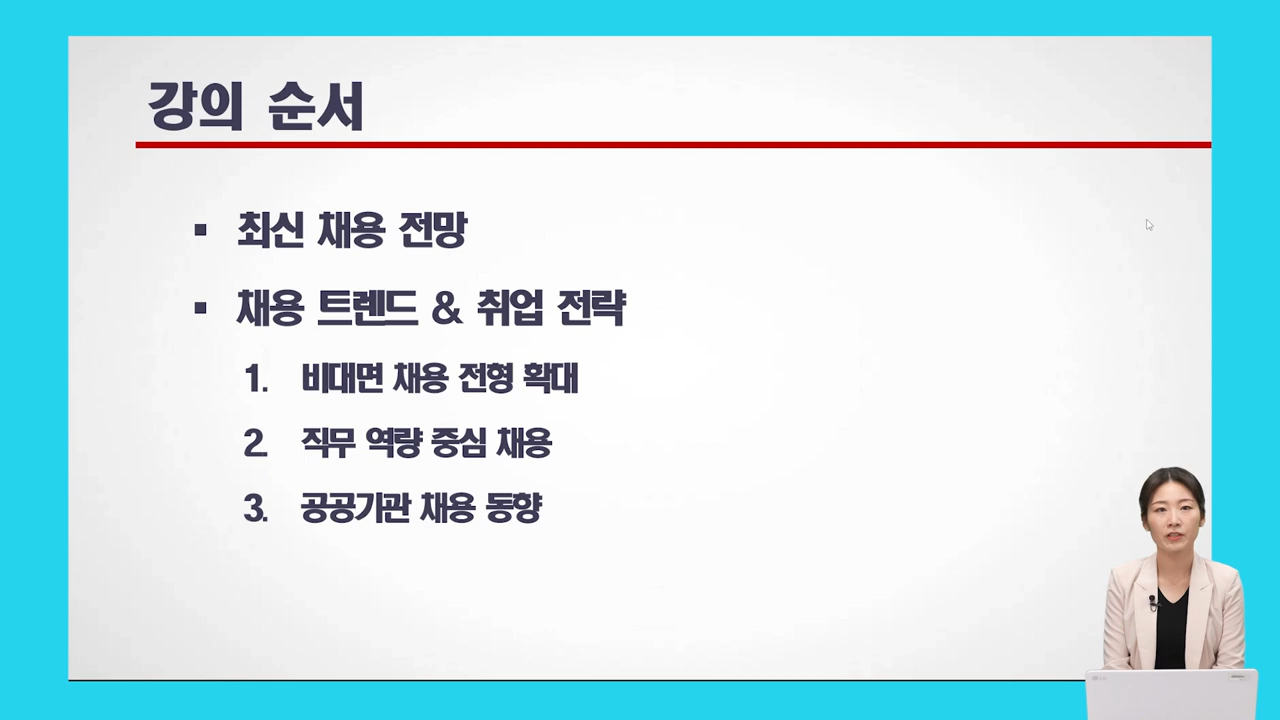 강의 순서
▪ 최신 채용 전망
▪ 채용 트렌드 & 취업 전략
1. 비대면 채용 전형 확대
2. 직무 역량 중심 채용
3. 공공기관 채용 동향